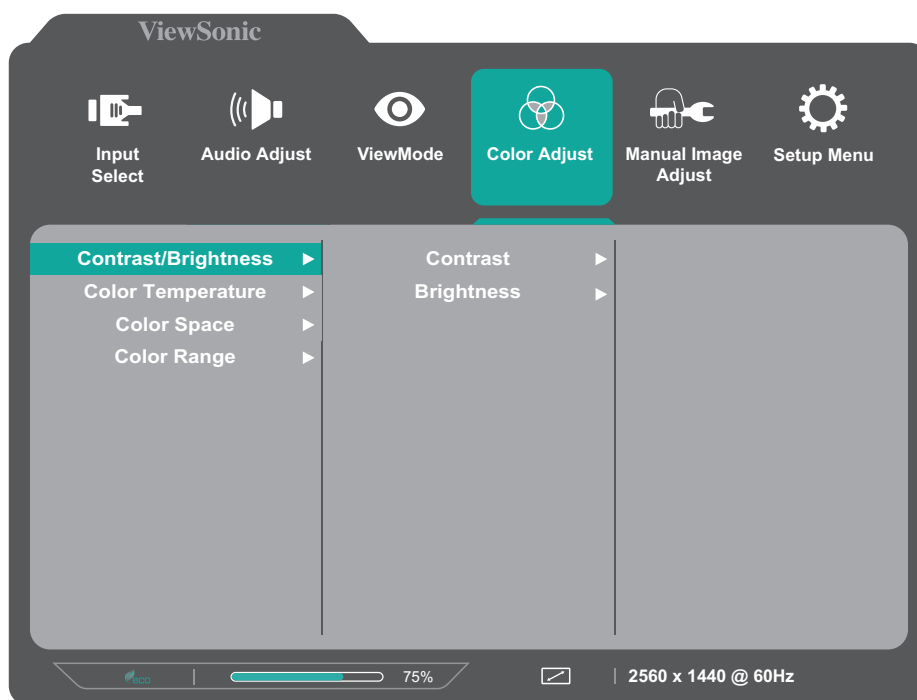 ViewSonic
Input
Select
Audio Adjust
ViewMode
Color Adjust
Manual Image
Adjust
Setup Menu
Contrast/Brightness
Color Temperature
Color Space
Color Range
Contrast
Brightness
eco
75%
2560 x 1440 @ 60Hz